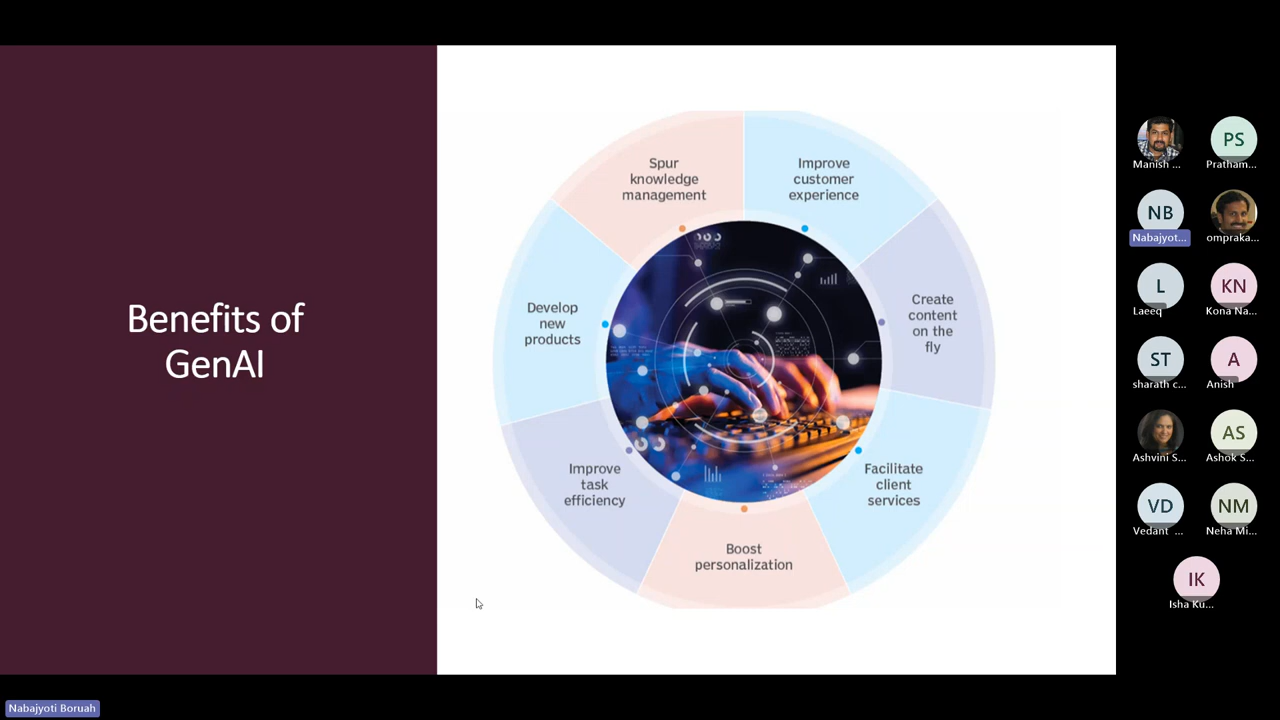 Benefits of
GenAI
Spur
knowledge
management
Improve
customer
experience
Create
content
on the
fly
Facilitate
client
services
Boost
personalization
Improve
task
efficiency
Develop
new
products
Manish ...
PS
Pratham...
NB
Nabajyot...
ompraka...
L
Laeeq
KN
Kona Na...
ST
sharath c...
A
Anish
Ashvini S...
AS
Ashok S...
VD
Vedant ...
NM
Neha Mi...
IK
Isha Ku...
Nabajyoti Boruah